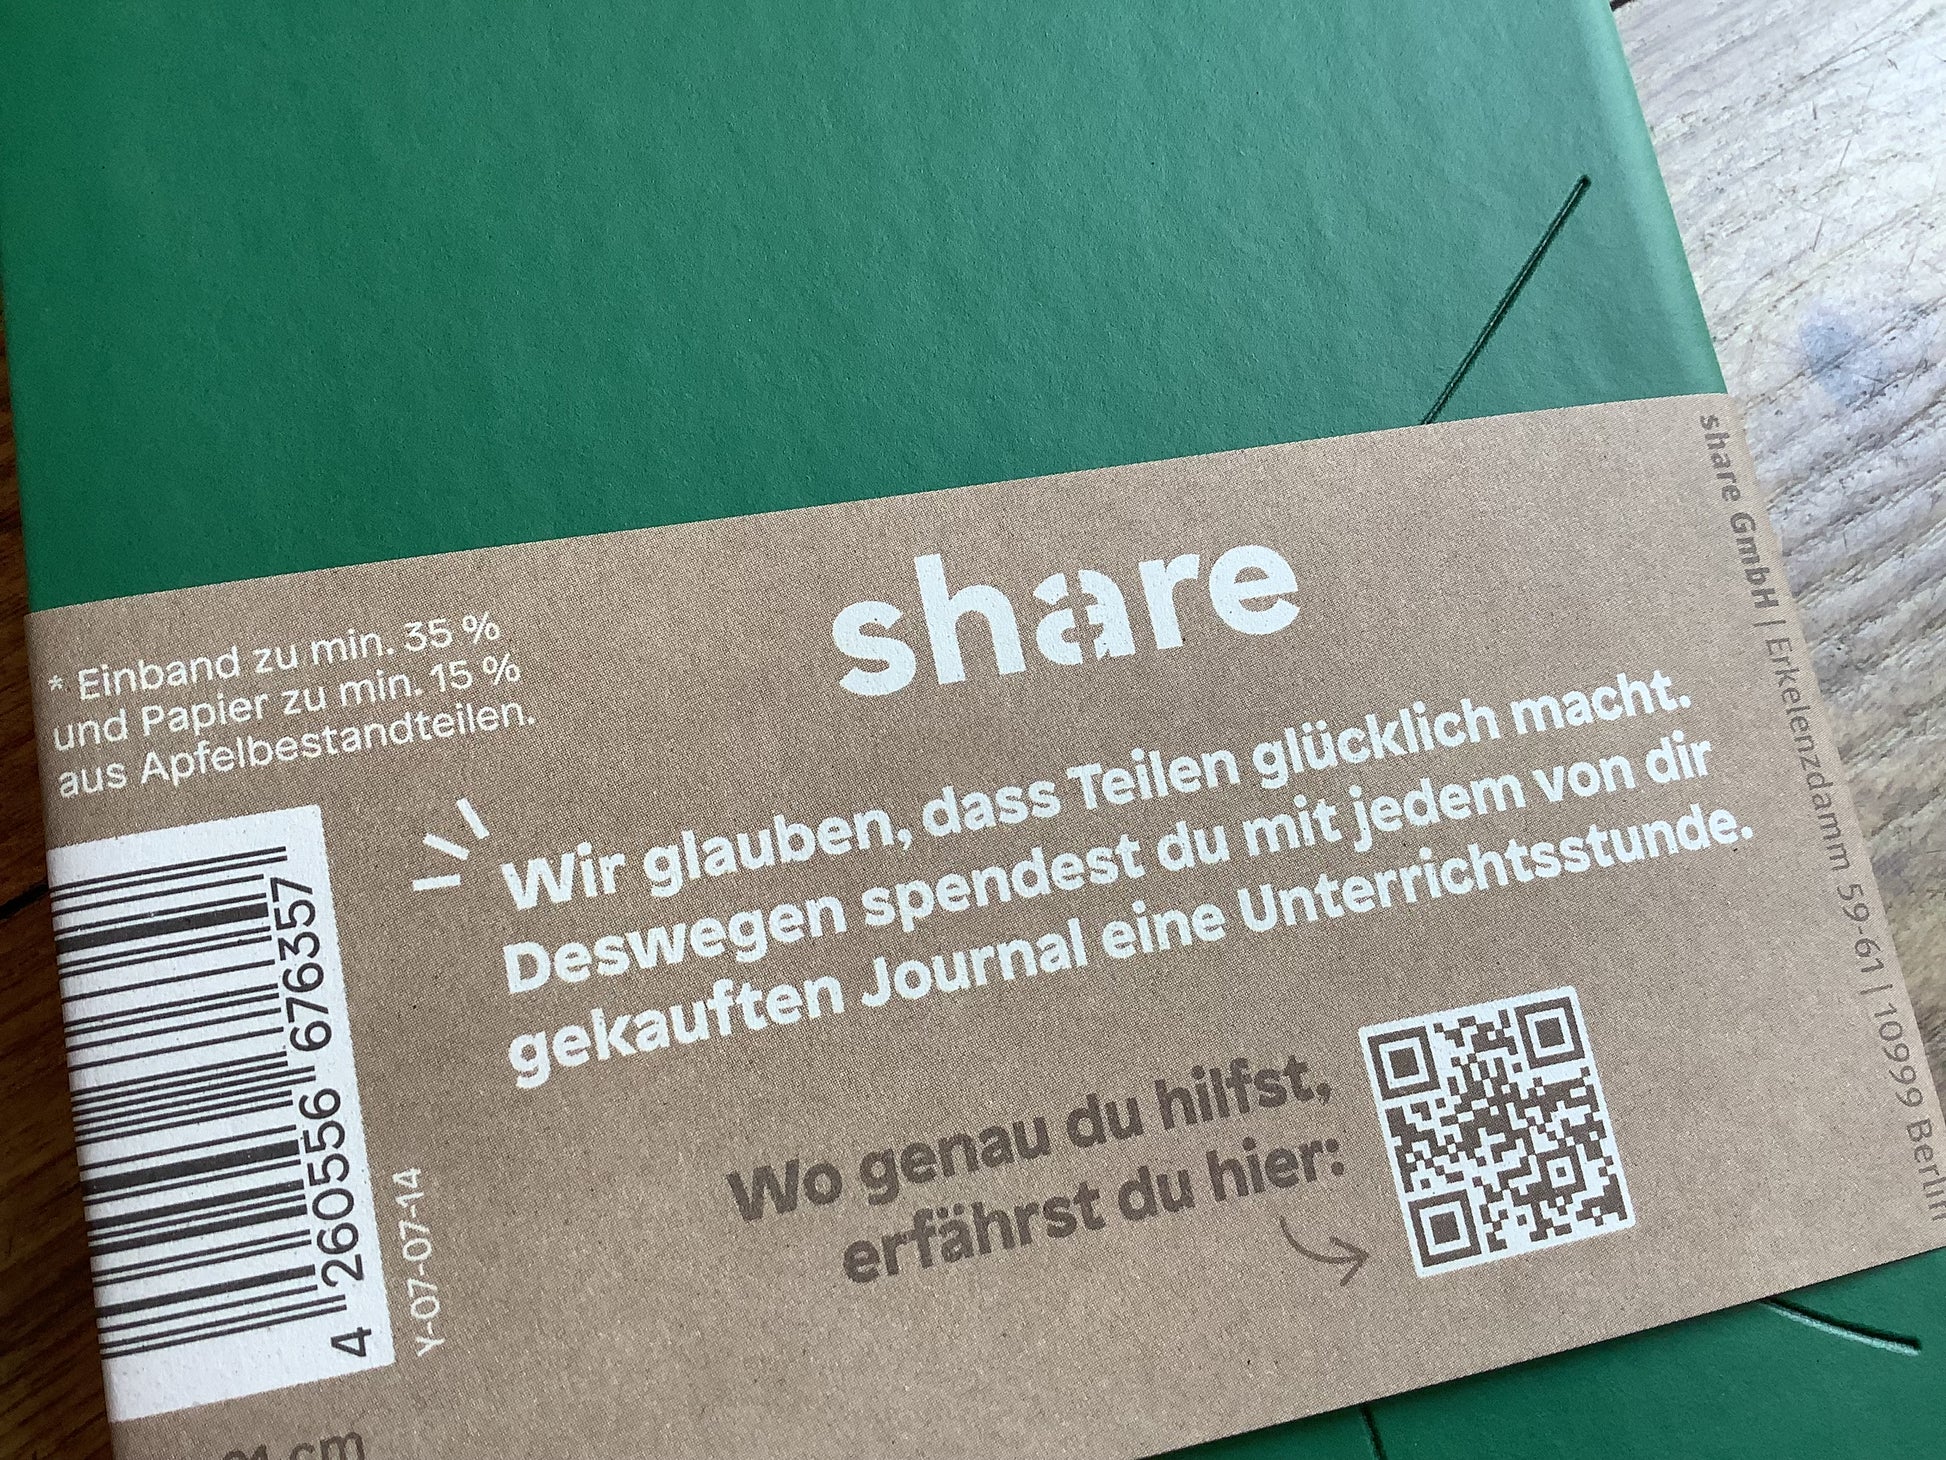 share
* Einband zu min. 35 %
und Papier zu min. 15 %
aus Apfelbestandteilen.
Wir glauben, dass Teilen glücklich macht.
Deswegen spendest du mit jedem von dir
gekauften Journal eine Unterrichtsstunde.
Wo genau du hilfst,
erfährst du hier:
4 260556 676357
Y-07-07-14
share GmbH | Erkelenzdamm 59-61 | 10999 Berlin
cm